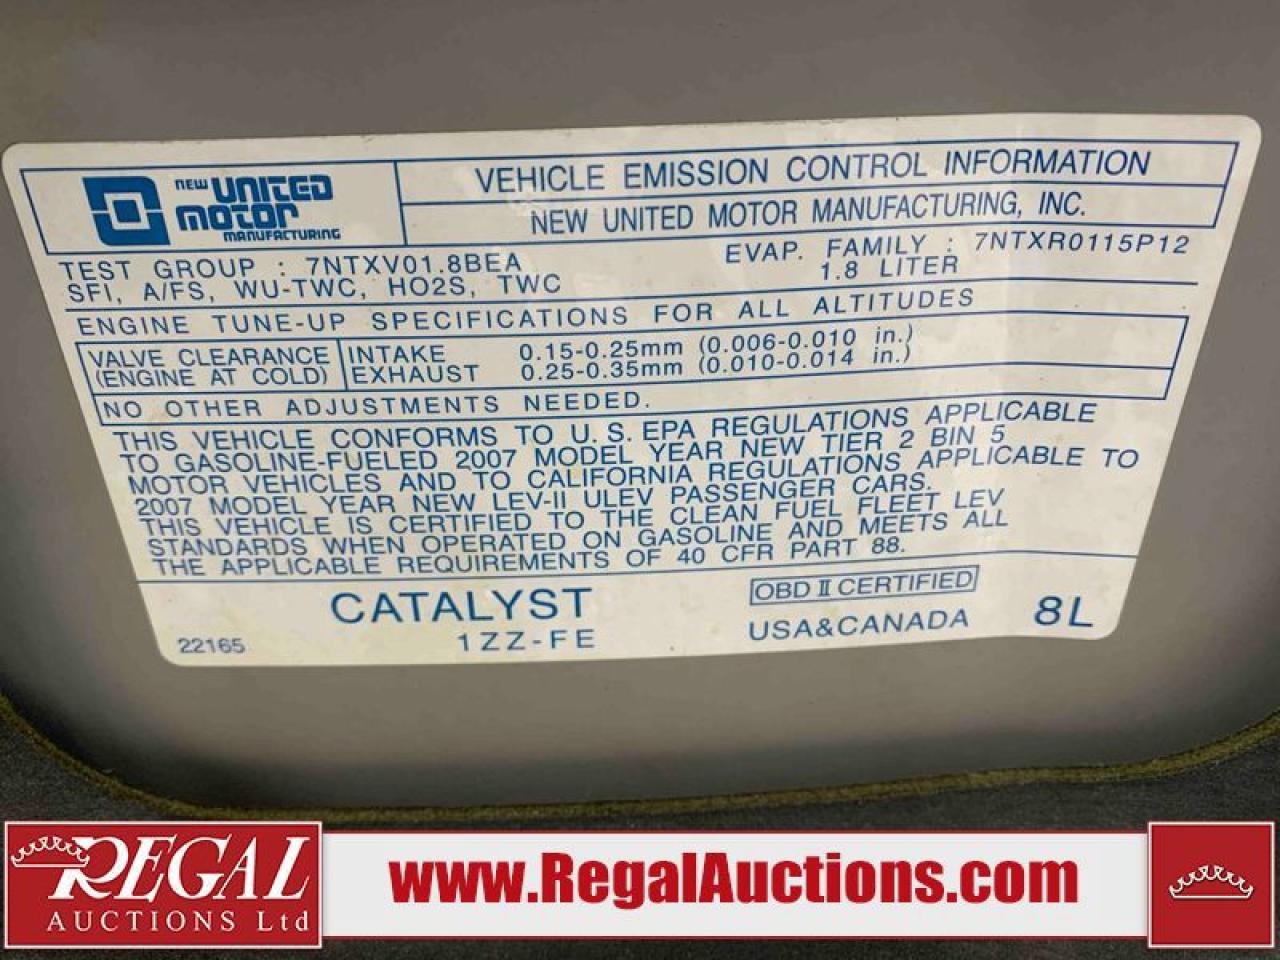 NEW UNITED
MOTOR
MANUFACTURING
VEHICLE EMISSION CONTROL INFORMATION
NEW UNITED MOTOR MANUFACTURING, INC.
TEST GROUP : 7NTXV01.8BEA
EVAP. FAMILY : 7NTXR0115P12
SFI, A/FS, WU-TWC, HO2S, TWC
1.8 LITER
ENGINE TUNE-UP SPECIFICATIONS FOR ALL ALTITUDES
VALVE CLEARANCE
(ENGINE AT COLD)
INTAKE 0.15-0.25mm (0.006-0.010 in.)
EXHAUST 0.25-0.35mm (0.010-0.014 in.)
NO OTHER ADJUSTMENTS NEEDED.
THIS VEHICLE CONFORMS TO U.S. EPA REGULATIONS APPLICABLE
TO GASOLINE-FUELED 2007 MODEL YEAR NEW TIER 2 BIN 5
MOTOR VEHICLES AND TO CALIFORNIA REGULATIONS APPLICABLE TO
2007 MODEL YEAR NEW LEV-II ULEV PASSENGER CARS.
THIS VEHICLE IS CERTIFIED TO THE CLEAN FUEL FLEET LEV
STANDARDS WHEN OPERATED ON GASOLINE AND MEETS ALL
THE APPLICABLE REQUIREMENTS OF 40 CFR PART 88.
22165
CATALYST
1ZZ-FE
OBD II CERTIFIED
USA&CANADA
8L
REGAL
AUCTIONS Ltd
www.RegalAuctions.com